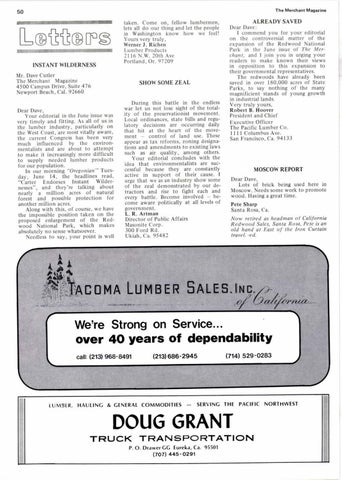 50
The Merchant Magazine
Letters
INSTANT WILDERNESS
Mr. Dave Cutler
The Merchant Magazine
4500 Campus Drive, Suite 476
Newport Beach, Cal. 92660
Dear Dave,
Your editorial in the June issue was
very timely and fitting. As all of us in
the lumber industry, particularly on
the West Coast, are most vitally aware,
the current Congress has been very
much influenced by the environ-
mentalists and are about to attempt
to make it increasingly more difficult
to supply needed lumber products
for our population.
In our morning "Oregonian" Tues-
day, June 14, the headlines read,
"Carter Endorses Instant Wilder-
ness", and they're talking about
nearly a million acres of natural
forest and possible protection for
another million acres.
Along with this, of course, we have
the impossible position taken on the
proposed enlargement of the Red-
wood National Park, which makes
absolutely no sense whatsoever.
Needless to say, your point is well
taken. Come on, fellow lumbermen,
lets all do our thing and let the people
in Washington know how we feel!
Yours very truly,
Werner J. Richen
Lumber Products
2116 N.W. 20th Ave
Portland, Or. 97209
SHOW SOME ZEAL
During this battle in the endless
war let us not lose sight of the total-
ity of the preservationist movement.
Local ordinances, state bills and regu-
latory decisions are occurring daily
that hit at the heart of the move-
ment — control of land use. These
appear as tax reforms, zoning designa-
tions and amendments to existing laws
such as air quality, among others.
Your editorial concludes with the
idea that environmentalists are suc-
cessful because they are constantly
active in support of their cause. I
urge that we as an industry show some
of the zeal demonstrated by our de-
tractors and rise to fight each and
every battle. Become involved — be-
come aware politically at all levels of
government.
L. R. Artman
Director of Public Affairs
Masonite Corp.
300 Ford Rd.
Ukiah, Ca. 95482
ALREADY SAVED
Dear Dave:
I commend you for your editorial
on the controversial matter of the
expansion of the Redwood National
Park in the June issue of The Mer-
chant, and I join you in urging your
readers to make known their views
in opposition to this expansion to
their governmental representatives.
The redwoods have already been
saved in over 180,000 acres of State
Parks, to say nothing of the many
magnificent stands of young growth
in industrial lands.
Very truly yours,
Robert B. Hoover
President and Chief
Executive Officer
The Pacific Lumber Co.
1111 Columbus Ave.
San Francisco, Ca. 94133
MOSCOW REPORT
Dear Dave,
Lots of brick being used here in
Moscow. Needs some work to promote
wood. Having a great time.
Pete Sharp
Santa Rosa, Ca.
Now retired as headman of California
Redwood Sales, Santa Rosa, Pete is an
old hand at East of the Iron Curtain
travel.-ed.
TACOMA LUMBER SALES, INC.
of California
We're Strong on Service...
over 40 years of dependability
call: (213) 968-8491 (213) 686-2945 (714) 529-0283
LUMBER, HAULING & GENERAL COMMODITIES — SERVING THE PACIFIC NORTHWEST
DOUG GRANT
TRUCK TRANSPORTATION
P. O. Drawer GG Eureka, Ca. 95501
(707) 445-0291